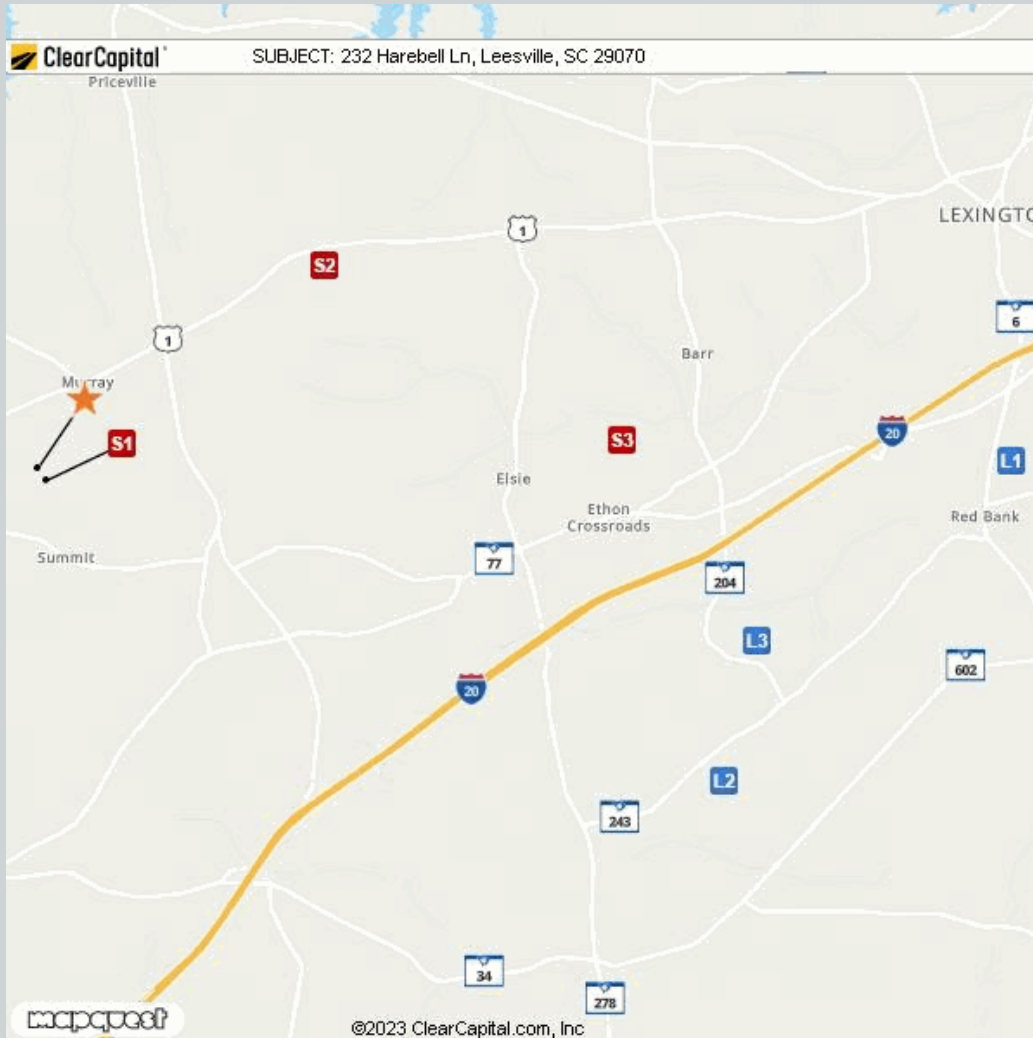 ClearCapital
SUBJECT: 232 Harebell Ln, Leesville, SC 29070
Priceville
LEXINGTO
1
S2
6
1
Barr
Murray
20
S1
S3
L1
Elsie
Ethon
Crossroads
Red Bank
Summit
77
204
L3
602
20
L2
243
34
278
mapquest
©2023 ClearCapital.com, Inc